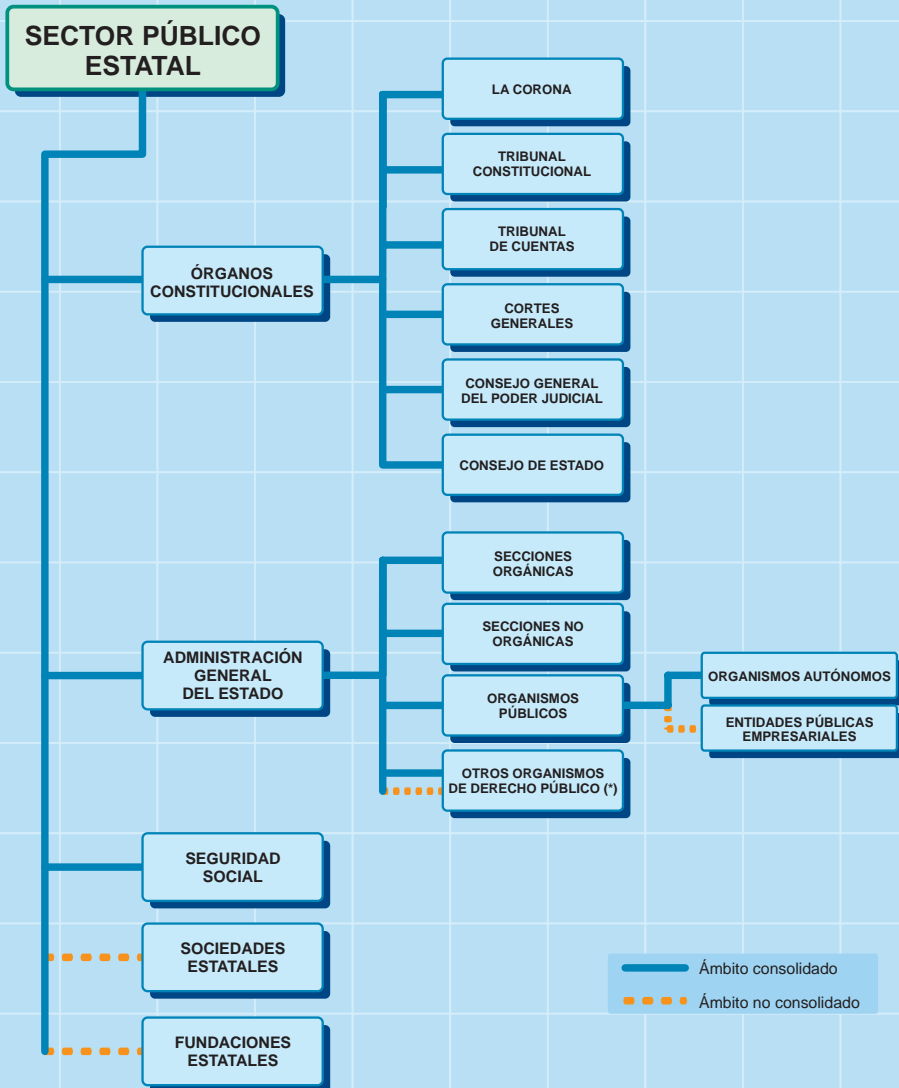 SECTOR PÚBLICO
ESTATAL
ÓRGANOS
CONSTITUCIONALES
LA CORONA
TRIBUNAL
CONSTITUCIONAL
TRIBUNAL
DE CUENTAS
CORTES
GENERALES
CONSEJO GENERAL
DEL PODER JUDICIAL
CONSEJO DE ESTADO
ADMINISTRACIÓN
GENERAL
DEL ESTADO
SECCIONES
ORGÁNICAS
SECCIONES NO
ORGÁNICAS
ORGANISMOS
PÚBLICOS
ORGANISMOS AUTÓNOMOS
ENTIDADES PÚBLICAS
EMPRESARIALES
OTROS ORGANISMOS
DE DERECHO PÚBLICO (*)
SEGURIDAD
SOCIAL
SOCIEDADES
ESTATALES
FUNDACIONES
ESTATALES
Ámbito consolidado
Ámbito no consolidado